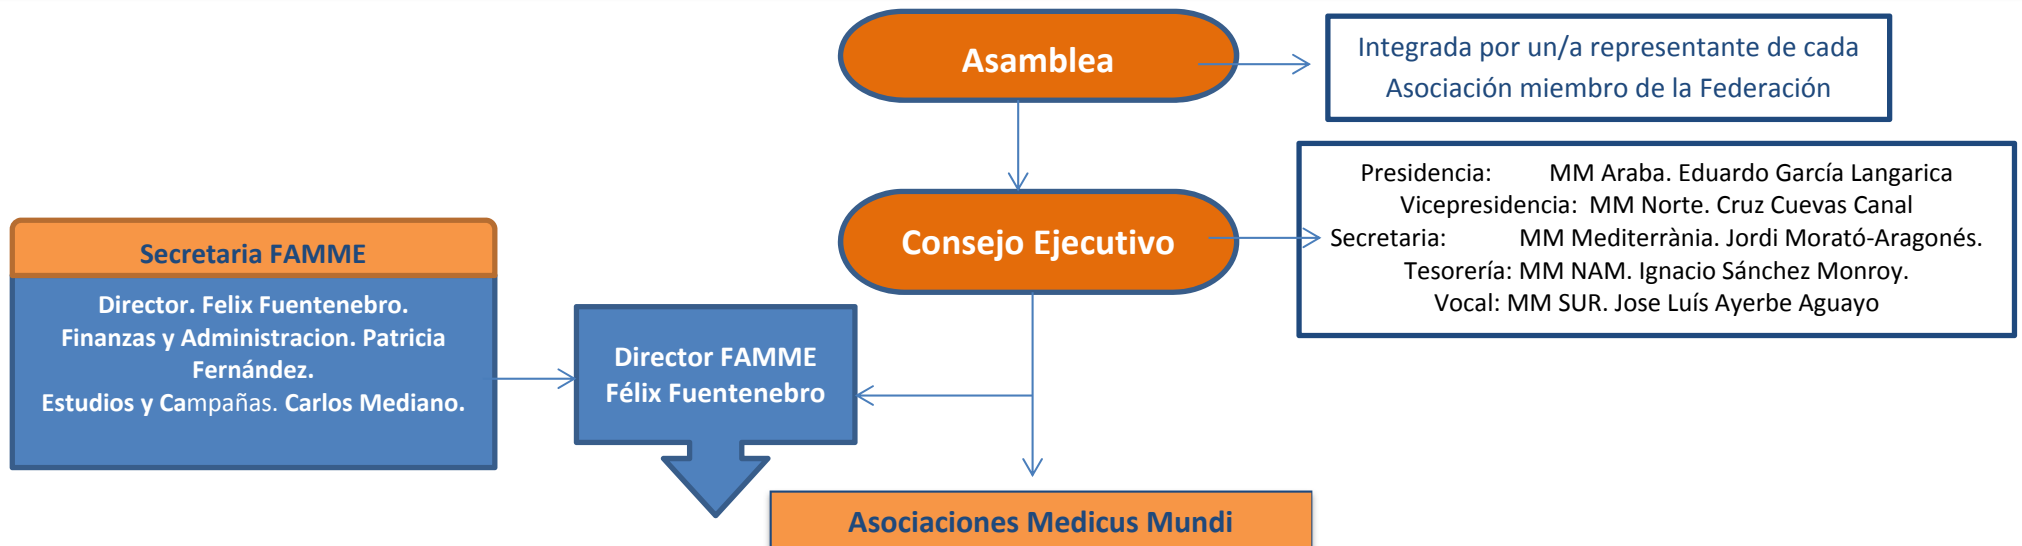 Asamblea
Integrada por un/a representante de cada
Asociación miembro de la Federación
Consejo Ejecutivo
Presidencia: MM Araba. Eduardo García Langarica
Vicepresidencia: MM Norte. Cruz Cuevas Canal
Secretaria: MM Mediterrània. Jordi Morató-Aragonés.
Tesorería: MM NAM. Ignacio Sánchez Monroy.
Vocal: MM SUR. Jose Luís Ayerbe Aguayo
Secretaria FAMME
Director. Felix Fuentenebro.
Finanzas y Administracion. Patricia
Fernández.
Estudios y Campañas. Carlos Mediano.
Director FAMME
Félix Fuentenebro
Asociaciones Medicus Mundi